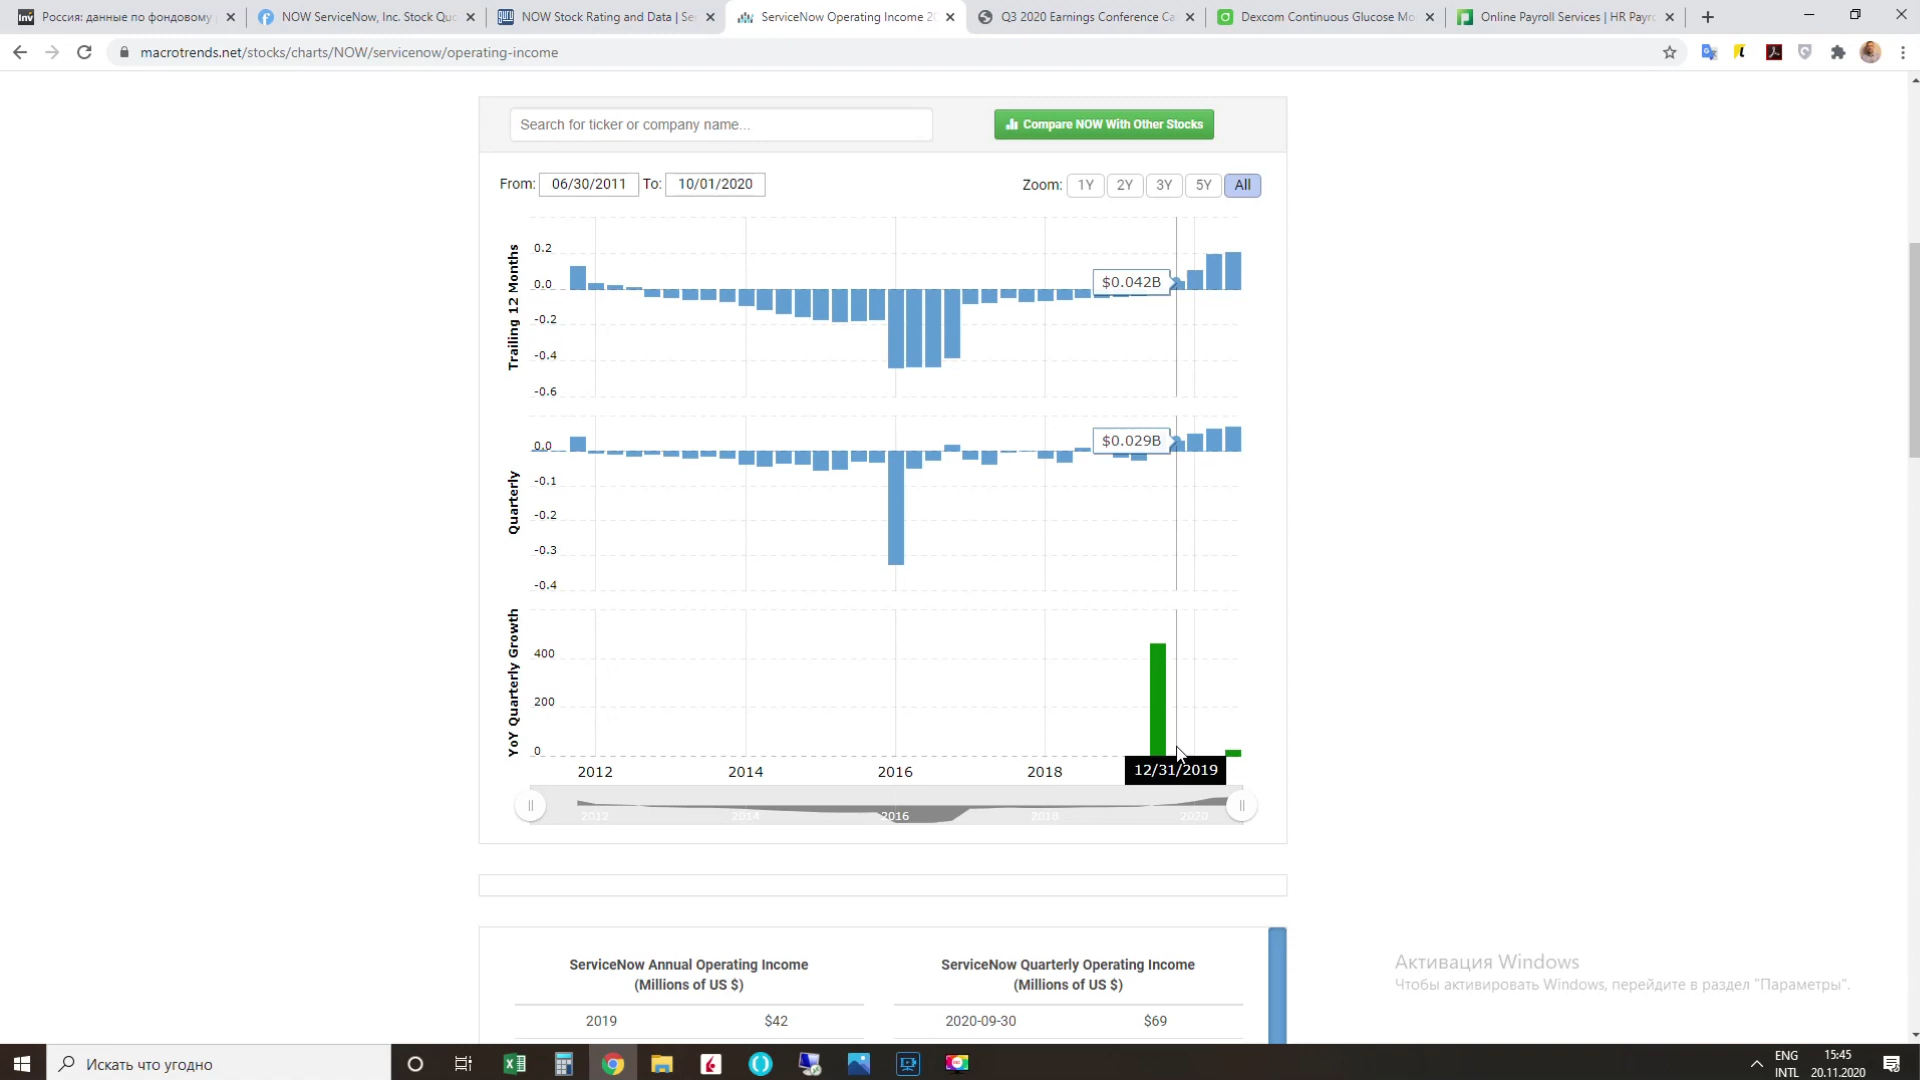 Россия: данные по фондовому
NOW ServiceNow, Inc. Stock Quo
NOW Stock Rating and Data | Se
ServiceNow Operating Income 20
Q3 2020 Earnings Conference Ca
Dexcom Continuous Glucose Mo
Online Payroll Services | HR Payro
macrotrends.net/stocks/charts/NOW/servicenow/operating-income
Search for ticker or company name...
Compare NOW With Other Stocks
From: 06/30/2011 To: 10/01/2020
Zoom: 1Y 2Y 3Y 5Y All
Trailing 12 Months
0.2
0.0
-0.2
-0.4
-0.6
$0.042B
Quarterly
0.0
-0.1
-0.2
-0.3
-0.4
$0.029B
YoY Quarterly Growth
400
200
0
2012 2014 2016 2018 12/31/2019
2012 2014 2016 2018 2020
ServiceNow Annual Operating Income
(Millions of US $)
2019 $42
ServiceNow Quarterly Operating Income
(Millions of US $)
2020-09-30 $69
Активация Windows
Чтобы активировать Windows, перейдите в раздел "Параметры".
Искать что угодно
ENG
INTL
15:45
20.11.2020